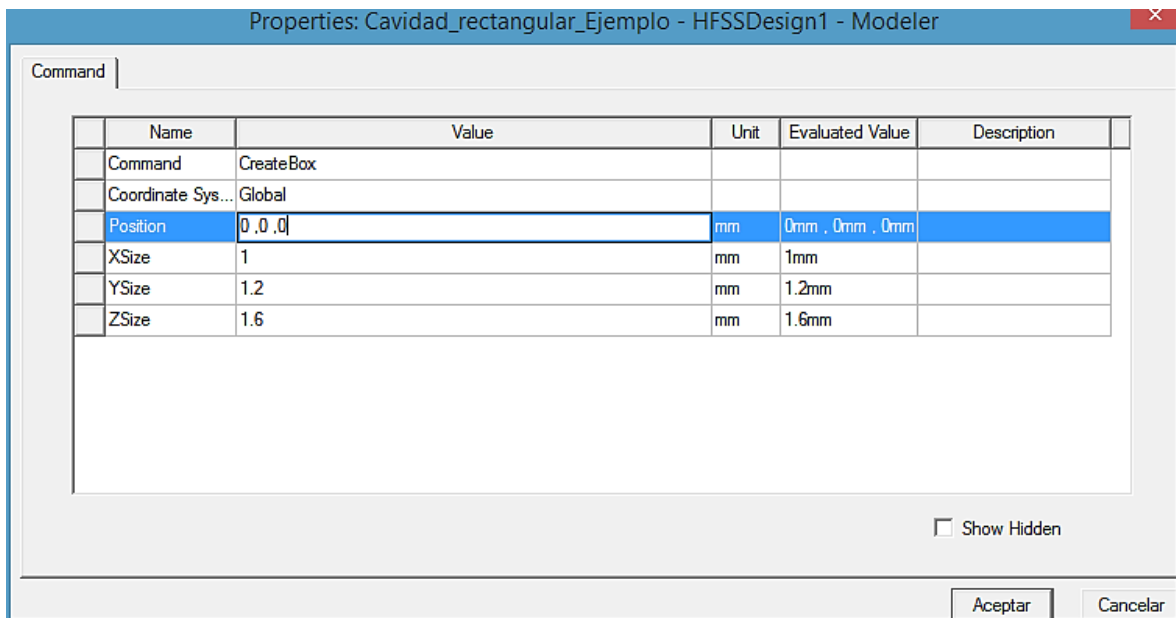 Properties: Cavidad_rectangular_Ejemplo - HFSSDesign1 - Modeler
Command
Name Value Unit Evaluated Value Description
Command CreateBox
Coordinate Sys... Global
Position 0 ,0 ,0 mm 0mm , 0mm , 0mm
XSize 1 mm 1mm
YSize 1.2 mm 1.2mm
ZSize 1.6 mm 1.6mm
Show Hidden
Aceptar Cancelar